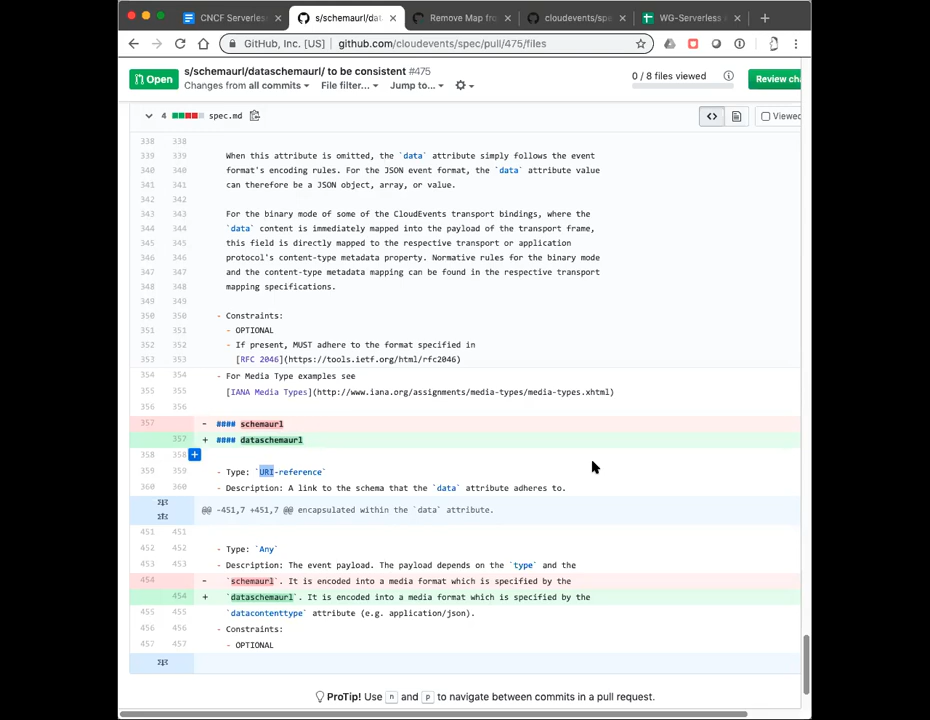 CNCF Serverless
s/schemaurl/dat
Remove Map fro
cloudevents/spe
WG-Serverless
GitHub, Inc. [US]
github.com/cloudevents/spec/pull/475/files
Open
s/schemaurl/dataschemaurl/ to be consistent #475
Changes from all commits
File filter...
Jump to...
0 / 8 files viewed
Review cha
4
spec.md
Viewed
338 338
339 339 When this attribute is omitted, the `data` attribute simply follows the event
340 340 format's encoding rules. For the JSON event format, the `data` attribute value
341 341 can therefore be a JSON object, array, or value.
342 342
343 343 For the binary mode of some of the CloudEvents transport bindings, where the
344 344 `data` content is immediately mapped into the payload of the transport frame,
345 345 this field is directly mapped to the respective transport or application
346 346 protocol's content-type metadata property. Normative rules for the binary mode
347 347 and the content-type metadata mapping can be found in the respective transport
348 348 mapping specifications.
349 349
350 350 - Constraints:
351 351 - OPTIONAL
352 352 - If present, MUST adhere to the format specified in
353 353 [RFC 2046](https://tools.ietf.org/html/rfc2046)
354 354 - For Media Type examples see
355 355 [IANA Media Types](http://www.iana.org/assignments/media-types/media-types.xhtml)
356 356
357 - #### schemaurl
357 + #### dataschemaurl
358 358
359 359 - Type: `URI-reference`
360 360 - Description: A link to the schema that the `data` attribute adheres to.
@@ -451,7 +451,7 @@ encapsulated within the `data` attribute.
451 451
452 452 - Type: `Any`
453 453 - Description: The event payload. The payload depends on the `type` and the
454 - `schemaurl`. It is encoded into a media format which is specified by the
454 + `dataschemaurl`. It is encoded into a media format which is specified by the
455 455 `datacontenttype` attribute (e.g. application/json).
456 456 - Constraints:
457 457 - OPTIONAL
ProTip! Use n and p to navigate between commits in a pull request.